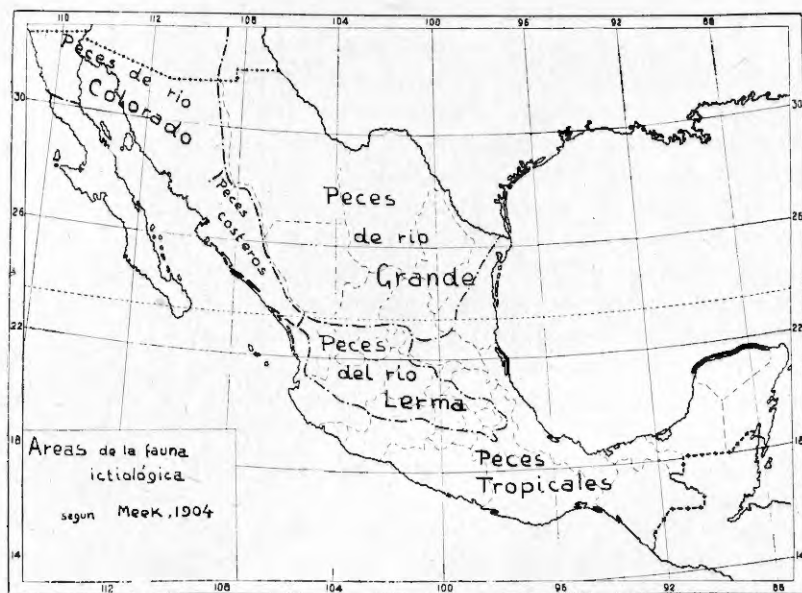 110 112 108 104 100 96 92 88
Peces de rio
Colorado
Peces
costeros
Peces
de rio
Grande
Peces
del rio
Lerma
Peces
Tropicales
Areas de la fauna
ictiológica
segun Meek, 1904
110
30
26
22
18
14
30
26
22
18
14
112 108 104 100 96 92 88